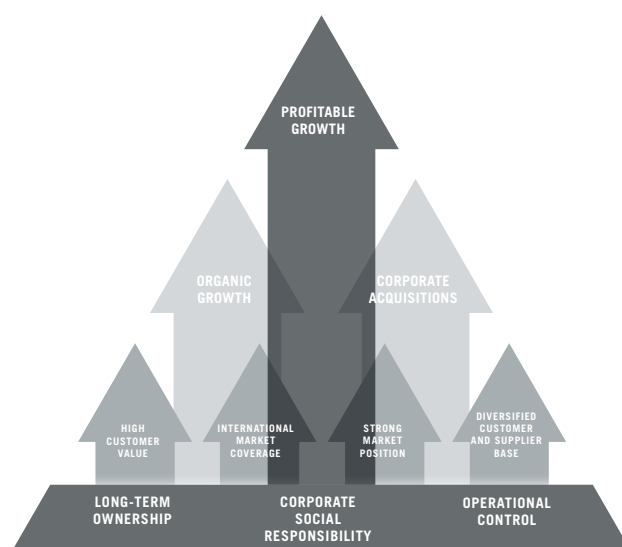 PROFITABLE
GROWTH
ORGANIC
GROWTH
CORPORATE
ACQUISITIONS
HIGH
CUSTOMER
VALUE
INTERNATIONAL
MARKET
COVERAGE
STRONG
MARKET
POSITION
DIVERSIFIED
CUSTOMER
AND SUPPLIER
BASE
LONG-TERM
OWNERSHIP
CORPORATE
SOCIAL
RESPONSIBILITY
OPERATIONAL
CONTROL